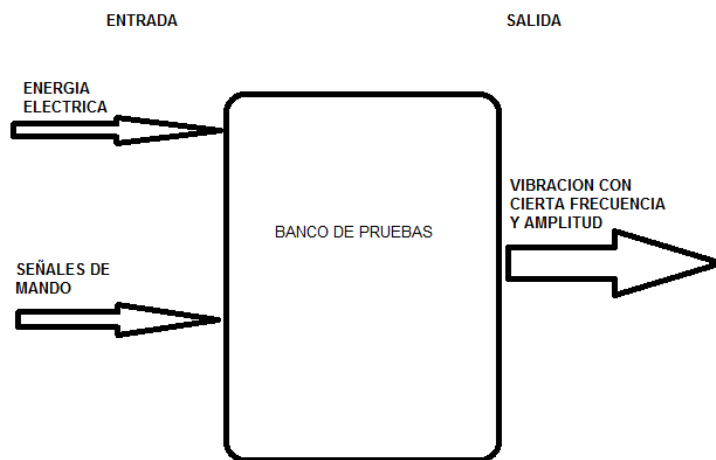 ENTRADA
SALIDA
ENERGIA
ELECTRICA
VIBRACION CON
CIERTA FRECUENCIA
Y AMPLITUD
BANCO DE PRUEBAS
SEÑALES DE
MANDO